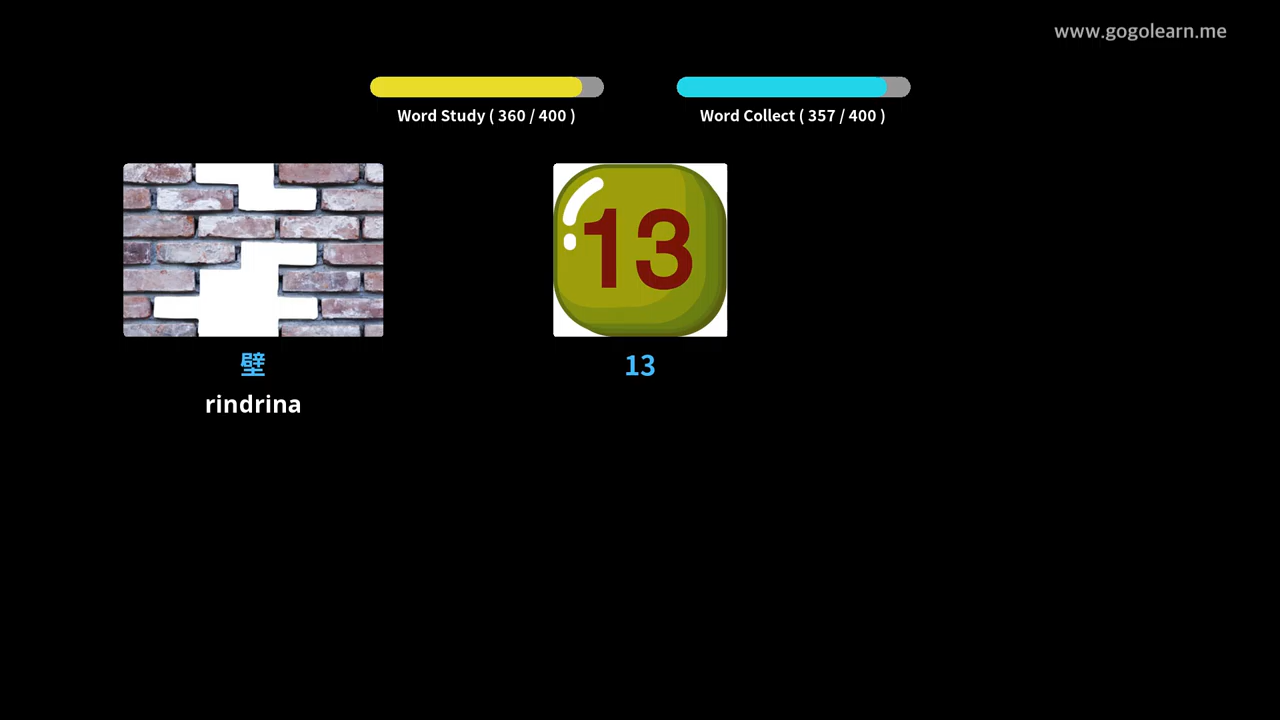 www.gogolearn.me
Word Study ( 360 / 400 )
Word Collect ( 357 / 400 )
13
壁
13
rindrina